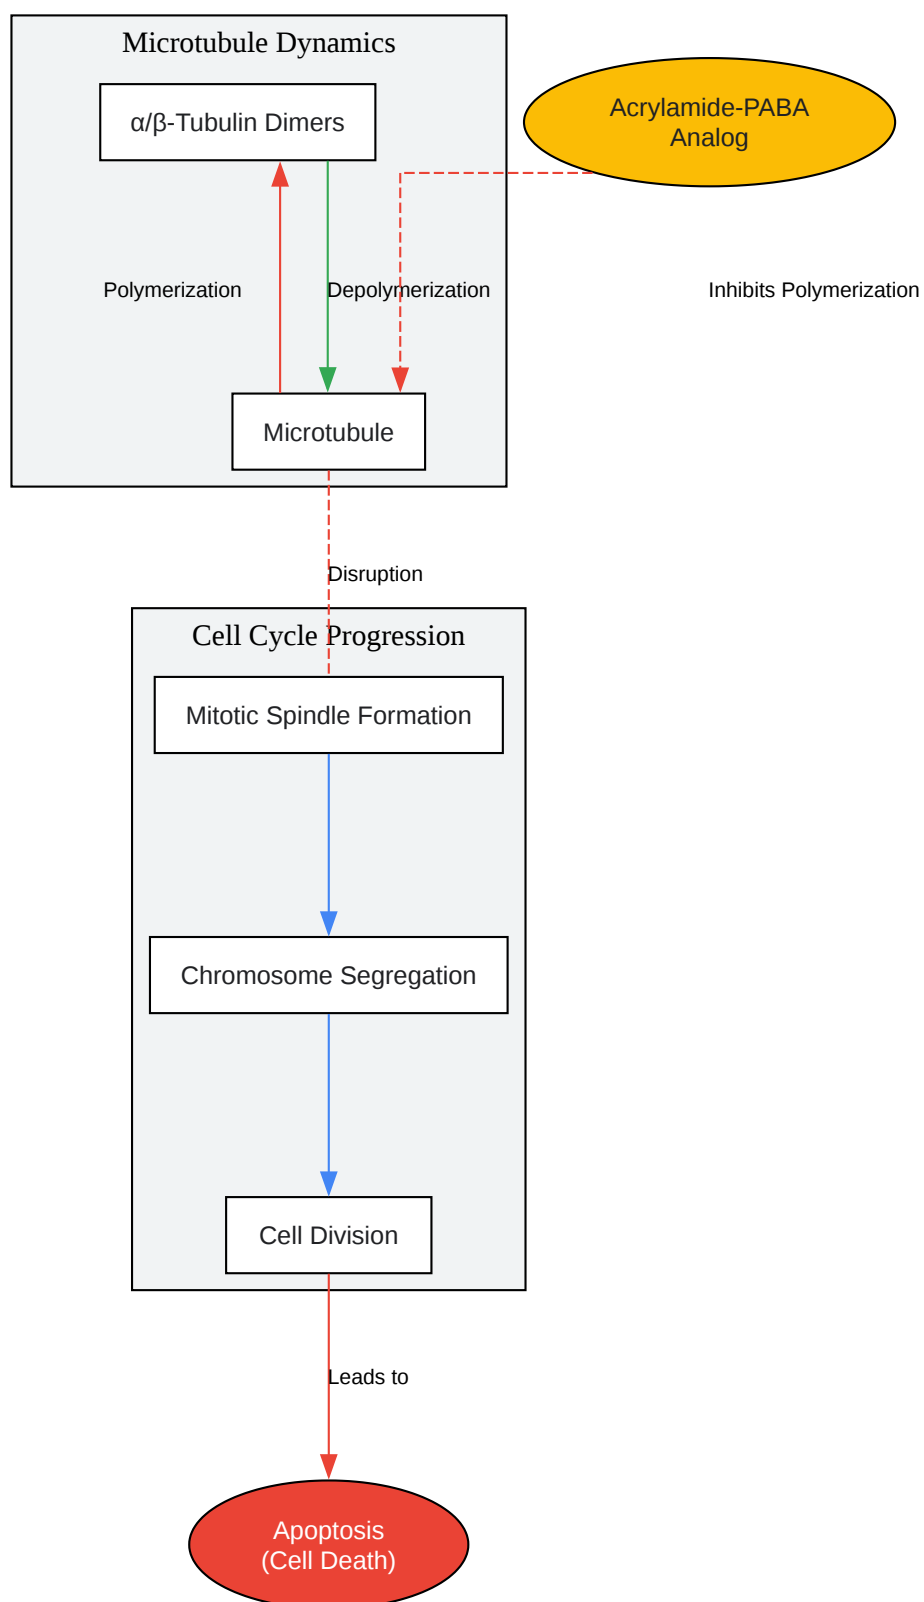 Microtubule Dynamics
α/β-Tubulin Dimers
Acrylamide-PABA
Analog
Polymerization
Depolymerization
Inhibits Polymerization
Microtubule
Disruption
Cell Cycle Progression
Mitotic Spindle Formation
Chromosome Segregation
Cell Division
Leads to
Apoptosis
(Cell Death)